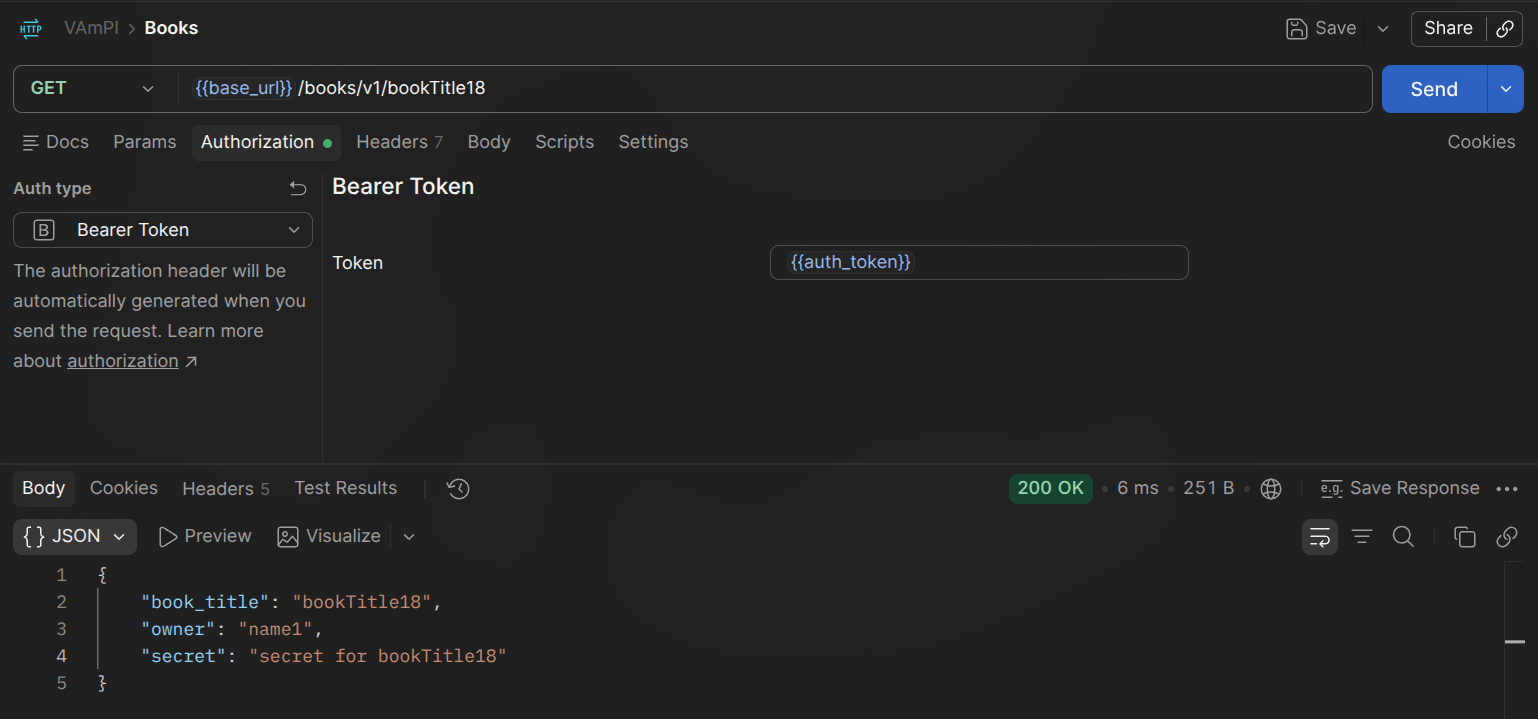 HTTP VAmPI > Books Save Share
GET {{base_url}} /books/v1/bookTitle18 Send
Docs Params Authorization Headers 7 Body Scripts Settings Cookies
Auth type
B Bearer Token
The authorization header will be
automatically generated when you
send the request. Learn more
about authorization ↗
Bearer Token
Token {{auth_token}}
Body Cookies Headers 5 Test Results 200 OK • 6 ms • 251 B • e.g. Save Response •••
{} JSON Preview Visualize
1 {
2 "book_title": "bookTitle18",
3 "owner": "name1",
4 "secret": "secret for bookTitle18"
5 }